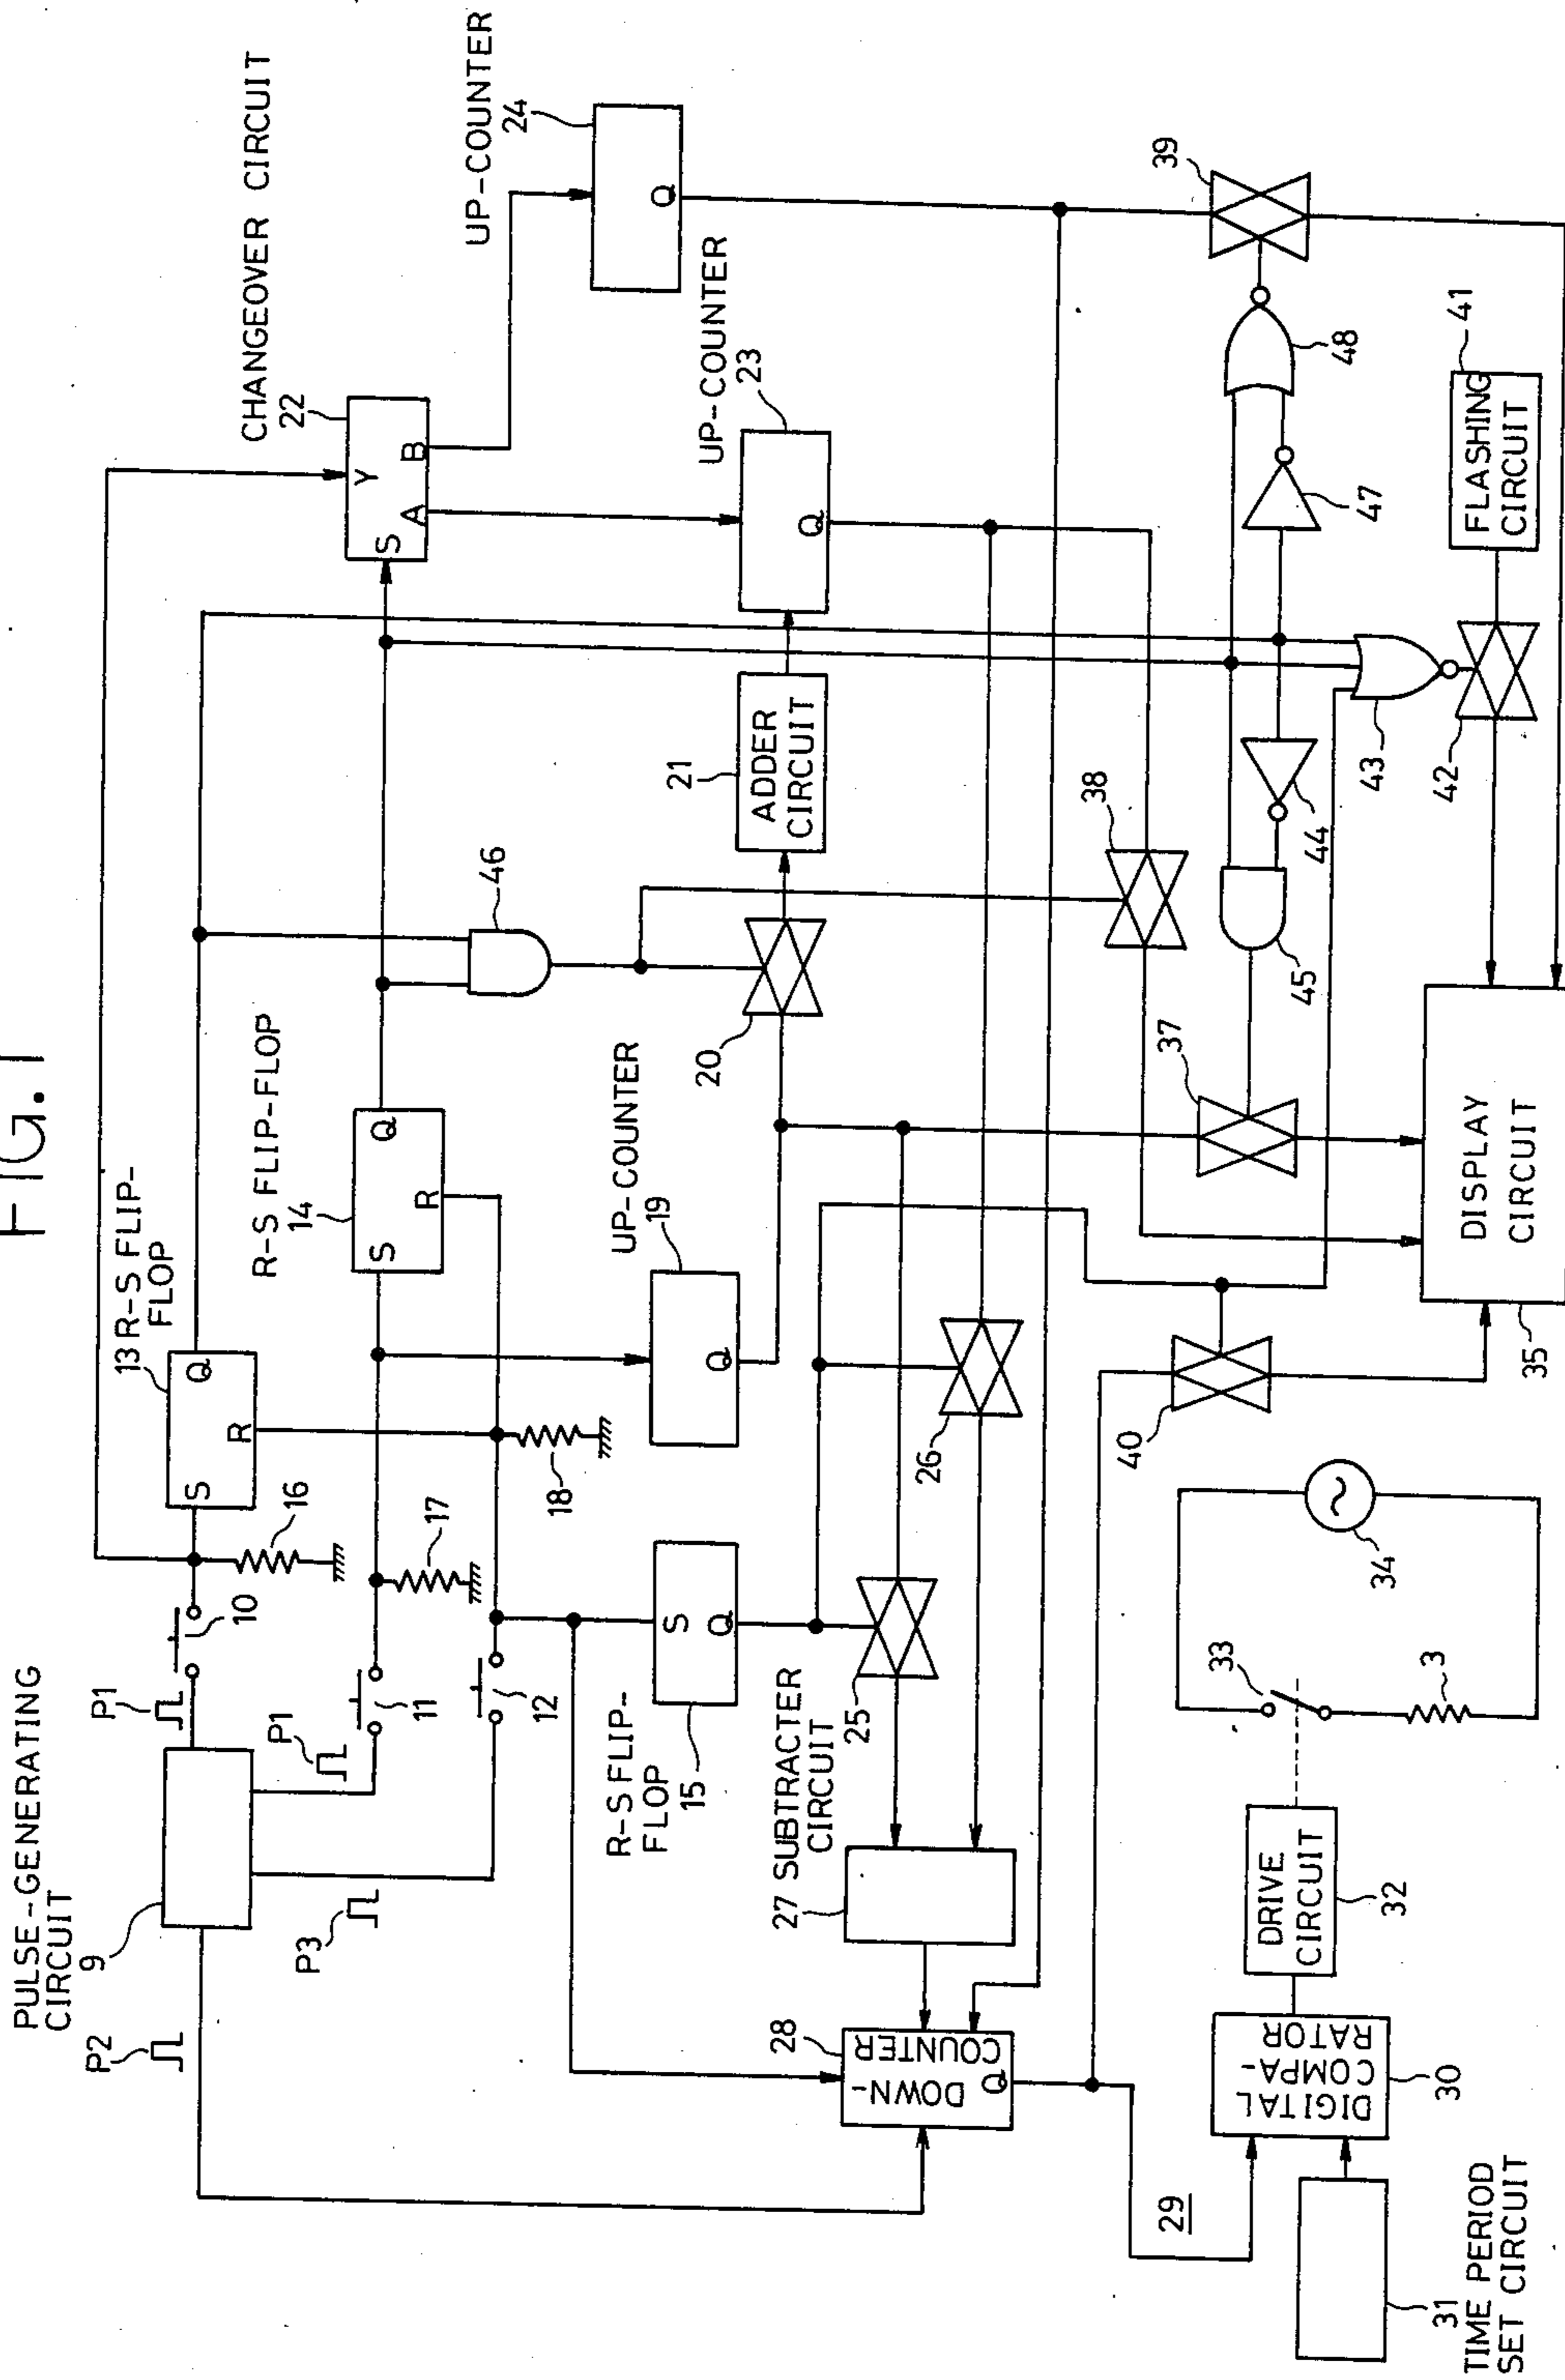 FIG. 1
PULSE-GENERATING
CIRCUIT
9
P1
P1
P2
P3
10
11
12
16
17
18
13 R-S FLIP-
FLOP
S
R
Q
R-S FLIP-FLOP
14
S
R
Q
R-S FLIP-
FLOP
15
S
Q
UP-COUNTER
19
Q
46
20
21
ADDER
CIRCUIT
CHANGEOVER CIRCUIT
22
S
Y
A
B
UP-COUNTER
23
Q
UP-COUNTER
24
Q
25
26
27 SUBTRACTER
CIRCUIT
28
DOWN-
COUNTER
Q
29
DIGITAL
COMPA-
RATOR
30
31
TIME PERIOD
SET CIRCUIT
DRIVE
CIRCUIT
32
33
3
34
40
35
DISPLAY
CIRCUIT
37
38
39
45
44
43
42
47
48
41
FLASHING
CIRCUIT